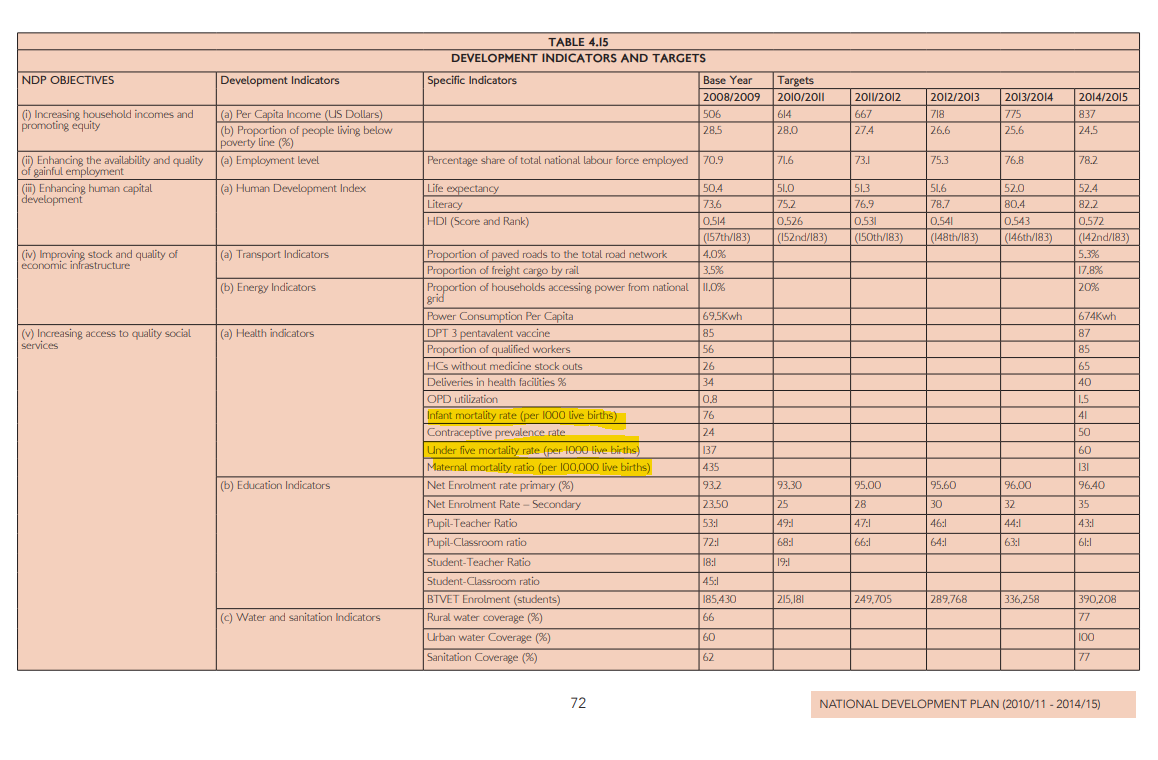 TABLE 4.15
DEVELOPMENT INDICATORS AND TARGETS
NDP OBJECTIVES Development Indicators Specific Indicators Base Year Targets
2008/2009 2010/2011 2011/2012 2012/2013 2013/2014 2014/2015
(i) Increasing household incomes and promoting equity (a) Per Capita Income (US Dollars) 506 614 667 718 775 837
(b) Proportion of people living below poverty line (%) 28.5 28.0 27.4 26.6 25.6 24.5
(ii) Enhancing the availability and quality of gainful employment (a) Employment level Percentage share of total national labour force employed 70.9 71.6 73.1 75.3 76.8 78.2
(iii) Enhancing human capital development (a) Human Development Index Life expectancy 50.4 51.0 51.3 51.6 52.0 52.4
Literacy 73.6 75.2 76.9 78.7 80.4 82.2
HDI (Score and Rank) 0.514 0.526 0.531 0.541 0.543 0.572
(157th/183) (152nd/183) (150th/183) (148th/183) (146th/183) (142nd/183)
(iv) Improving stock and quality of economic infrastructure (a) Transport Indicators Proportion of paved roads to the total road network 4.0% 5.3%
Proportion of freight cargo by rail 3.5% 17.8%
(b) Energy Indicators Proportion of households accessing power from national grid 11.0% 20%
Power Consumption Per Capita 69.5Kwh 674Kwh
(v) Increasing access to quality social services (a) Health indicators DPT 3 pentavalent vaccine 85 87
Proportion of qualified workers 56 85
HCs without medicine stock outs 26 65
Deliveries in health facilities % 34 40
OPD utilization 0.8 1.5
Infant mortality rate (per 1000 live births) 76 41
Contraceptive prevalence rate 24 50
Under five mortality rate (per 1000 live births) 137 60
Maternal mortality ratio (per 100,000 live births) 435 131
(b) Education Indicators Net Enrolment rate primary (%) 93.2 93.30 95.00 95.60 96.00 96.40
Net Enrolment Rate – Secondary 23.50 25 28 30 32 35
Pupil-Teacher Ratio 53:1 49:1 47:1 46:1 44:1 43:1
Pupil-Classroom ratio 72:1 68:1 66:1 64:1 63:1 61:1
Student-Teacher Ratio 18:1 19:1
Student-Classroom ratio 45:1
BTVET Enrolment (students) 185,430 215,181 249,705 289,768 336,258 390,208
(c) Water and sanitation Indicators Rural water coverage (%) 66 77
Urban water Coverage (%) 60 100
Sanitation Coverage (%) 62 77
72
NATIONAL DEVELOPMENT PLAN (2010/11 - 2014/15)